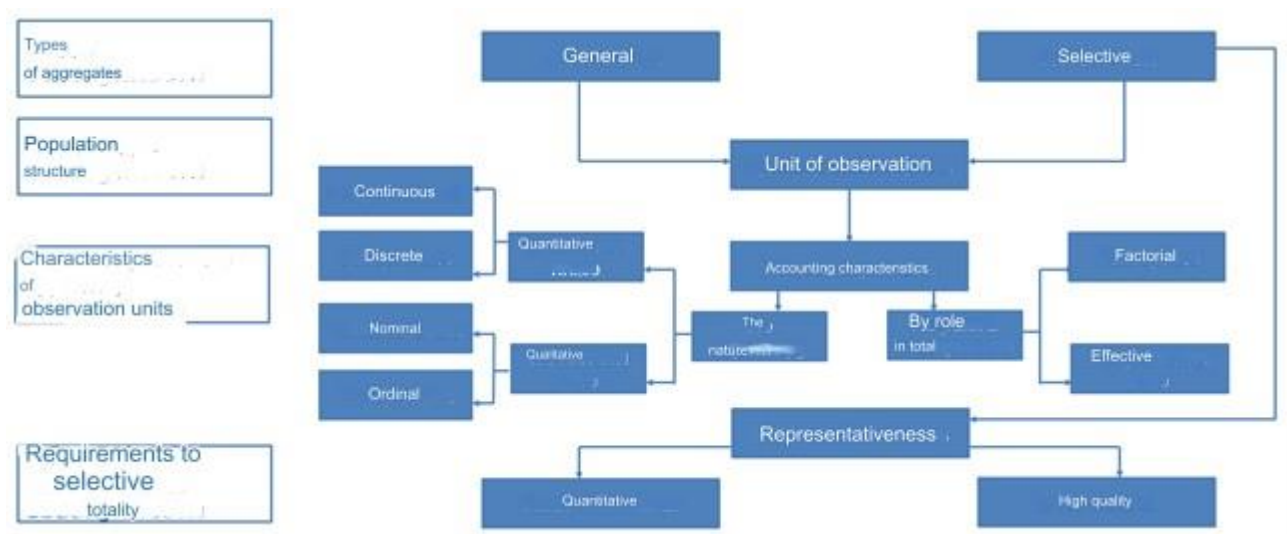 Types
of aggregates
General
Selective
Population
structure
Unit of observation
Continuous
Quantitative
Discrete
Characteristics
of
observation units
Accounting characteristics
Factorial
Nominal
The
nature
By role
in total
Qualitative
Effective
Ordinal
Representativeness
Requirements to
selective
totality
Quantitative
High quality